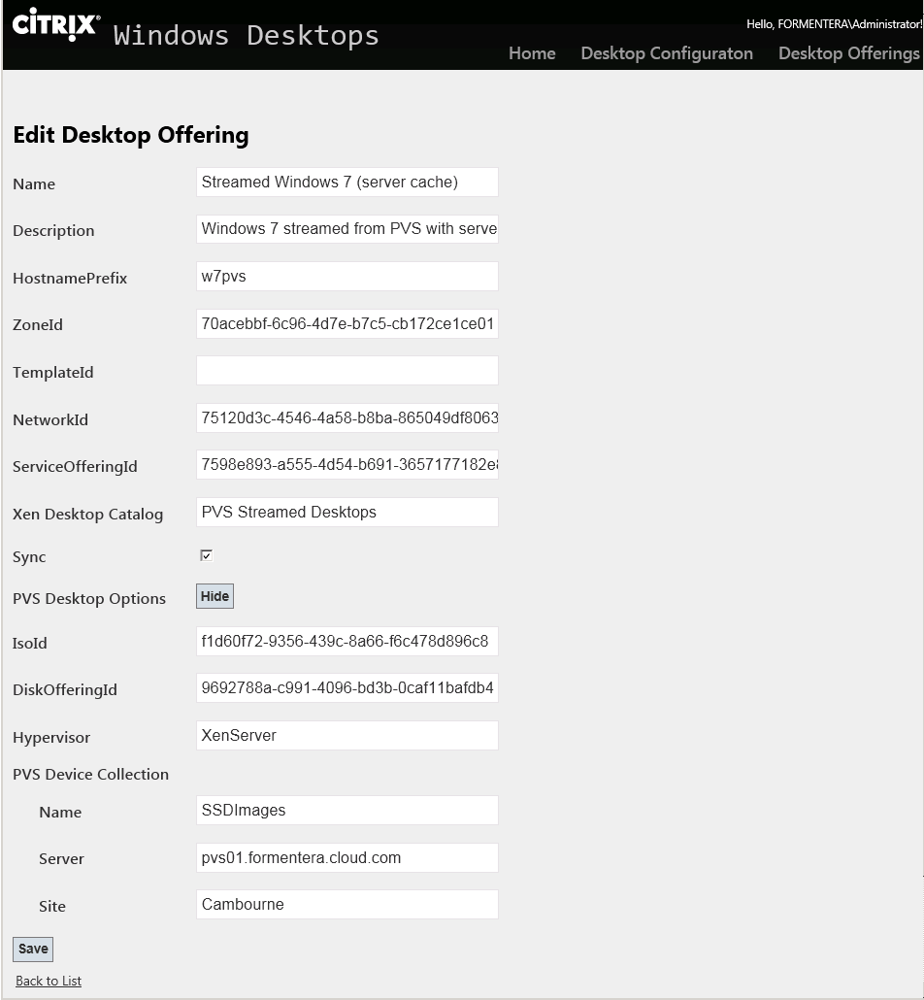 CİTRIX® Windows Desktops
Hello, FORMENTERA\Administrator!
Home Desktop Configuraton Desktop Offerings
Edit Desktop Offering
Name Streamed Windows 7 (server cache)
Description Windows 7 streamed from PVS with serve
HostnamePrefix w7pvs
ZoneId 70acebbf-6c96-4d7e-b7c5-cb172ce1ce01
TemplateId
NetworkId 75120d3c-4546-4a58-b8ba-865049df8063
ServiceOfferingId 7598e893-a555-4d54-b691-3657177182e8
Xen Desktop Catalog PVS Streamed Desktops
Sync
PVS Desktop Options Hide
IsoId f1d60f72-9356-439c-8a66-f6c478d896c8
DiskOfferingId 9692788a-c991-4096-bd3b-0caf11bafdb4
Hypervisor XenServer
PVS Device Collection
Name SSDImages
Server pvs01.formentera.cloud.com
Site Cambourne
Save
Back to List